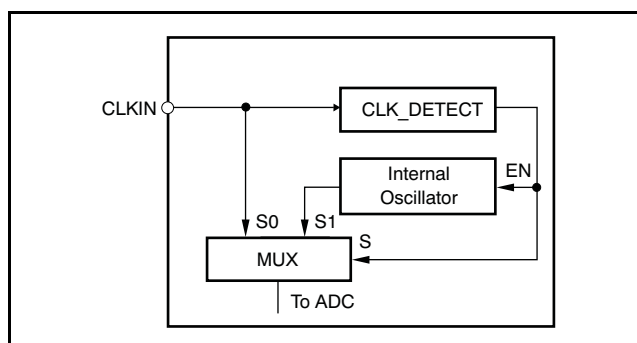 CLKIN
CLK_DETECT
Internal
Oscillator
EN
S0
S1
S
MUX
To ADC